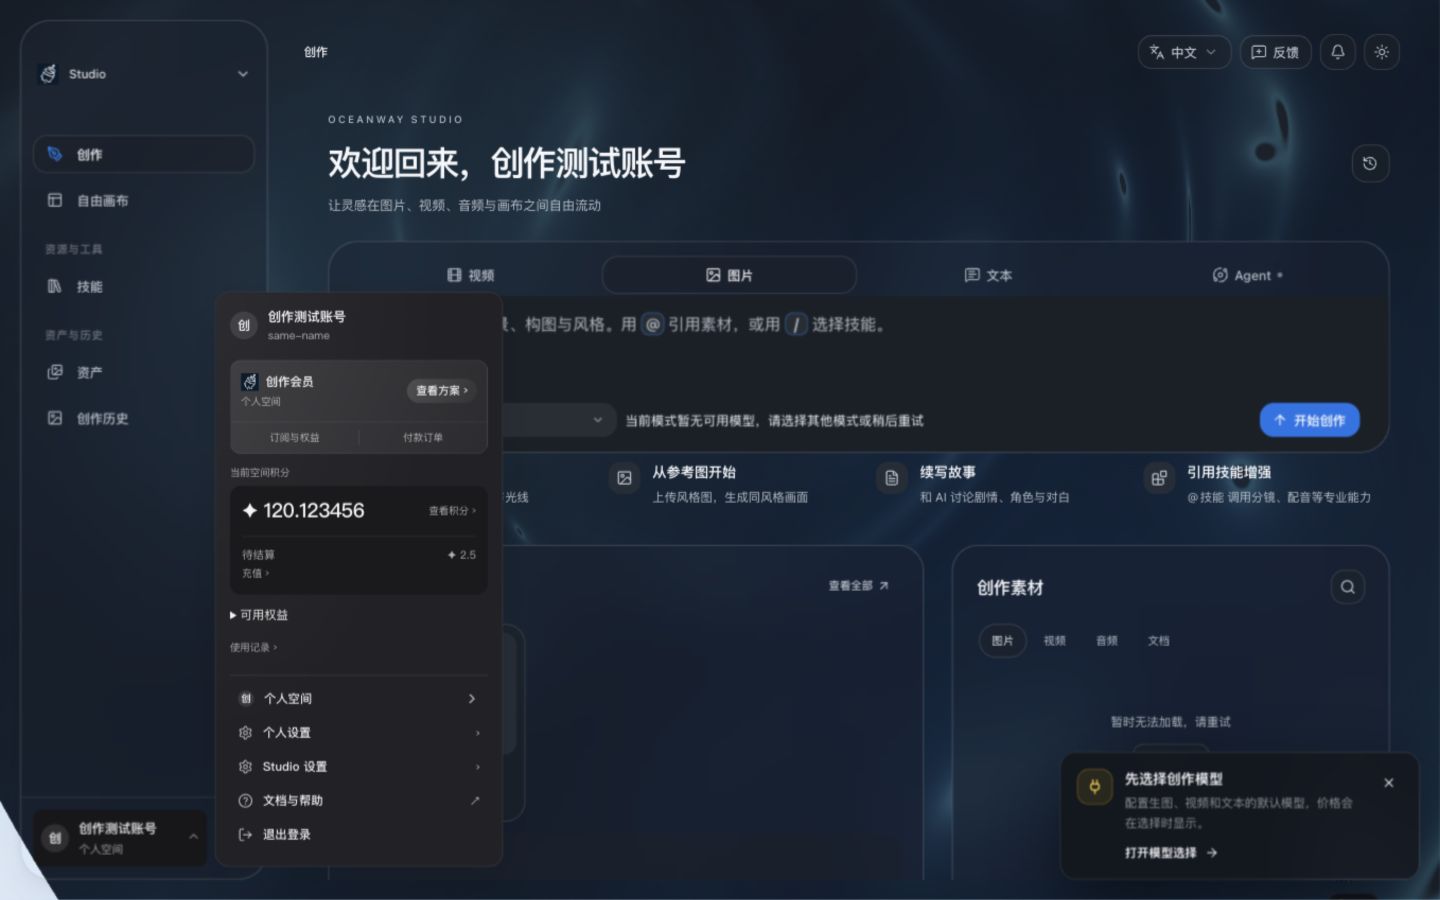 Studio
创作
中文
反馈
创作
自由画布
资源与工具
技能
资产与历史
资产
创作历史
OCEANWAY STUDIO
欢迎回来，创作测试账号
让灵感在图片、视频、音频与画布之间自由流动
视频
图片
文本
Agent
、构图与风格。用 @ 引用素材，或用 / 选择技能。
当前模式暂无可用模型，请选择其他模式或稍后重试
开始创作
光线
从参考图开始
上传风格图，生成同风格画面
续写故事
和 AI 讨论剧情、角色与对白
引用技能增强
@技能 调用分镜、配音等专业能力
查看全部
创作素材
图片
视频
音频
文档
暂时无法加载，请重试
先选择创作模型
配置生图、视频和文本的默认模型，价格会
在选择时显示。
打开模型选择
创
创作测试账号
same-name
创作会员
个人空间
查看方案
订阅与权益
付款订单
当前空间积分
120.123456
查看积分
待结算
2.5
充值
可用权益
使用记录
创
个人空间
个人设置
Studio 设置
文档与帮助
退出登录
创
创作测试账号
个人空间